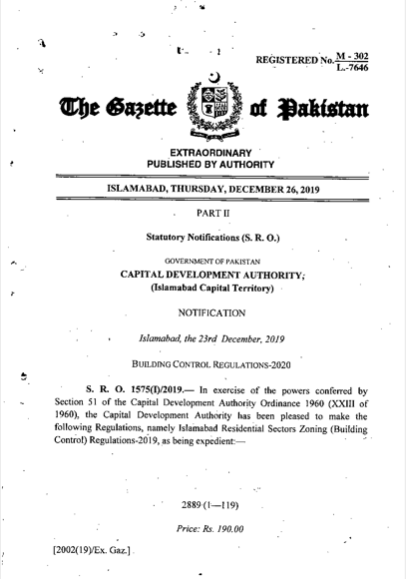 REGISTERED No. M - 302
L.-7646
The Gazette of Pakistan
EXTRAORDINARY
PUBLISHED BY AUTHORITY
ISLAMABAD, THURSDAY, DECEMBER 26, 2019
PART II
Statutory Notifications (S. R. O.)
GOVERNMENT OF PAKISTAN
CAPITAL DEVELOPMENT AUTHORITY,
(Islamabad Capital Territory)
NOTIFICATION
Islamabad, the 23rd December, 2019
BUILDING CONTROL REGULATIONS-2020
S. R. O. 1575(I)/2019.— In exercise of the powers conferred by
Section 51 of the Capital Development Authority Ordinance 1960 (XXIII of
1960), the Capital Development Authority has been pleased to make the
following Regulations, namely Islamabad Residential Sectors Zoning (Building
Control) Regulations-2019, as being expedient:—
2889 (1—119)
Price: Rs. 190.00
[2002(19)/Ex. Gaz.]